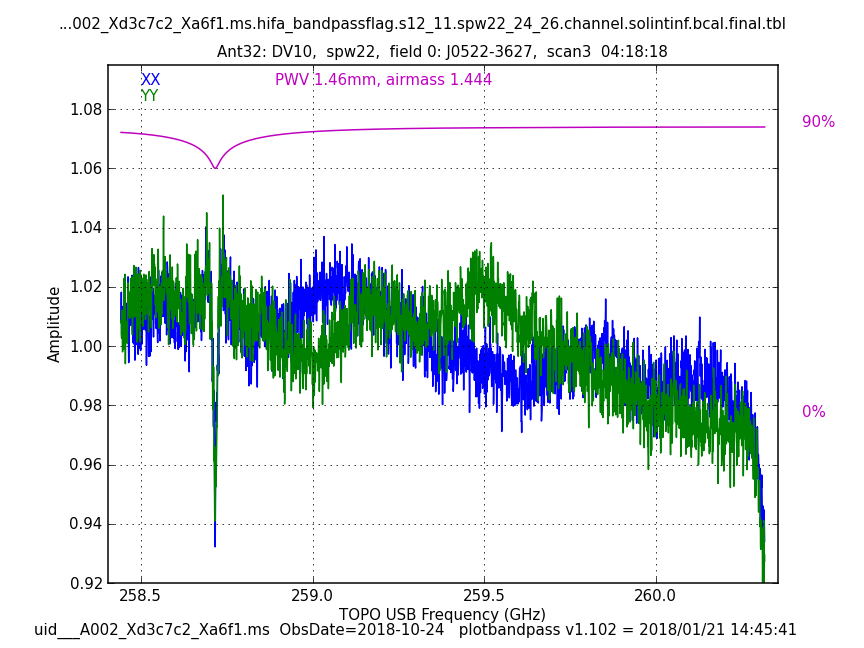 ...002_Xd3c7c2_Xa6f1.ms.hifa_bandpassflag.s12_11.spw22_24_26.channel.solintinf.bcal.final.tbl
Ant32: DV10,  spw22,  field 0: J0522-3627,  scan3  04:18:18
XX
PWV 1.46mm, airmass 1.444
YY
90%
0%
1.08
1.06
1.04
1.02
1.00
0.98
0.96
0.94
0.92
Amplitude
258.5
259.0
259.5
260.0
TOPO USB Frequency (GHz)
uid___A002_Xd3c7c2_Xa6f1.ms  ObsDate=2018-10-24   plotbandpass v1.102 = 2018/01/21 14:45:41